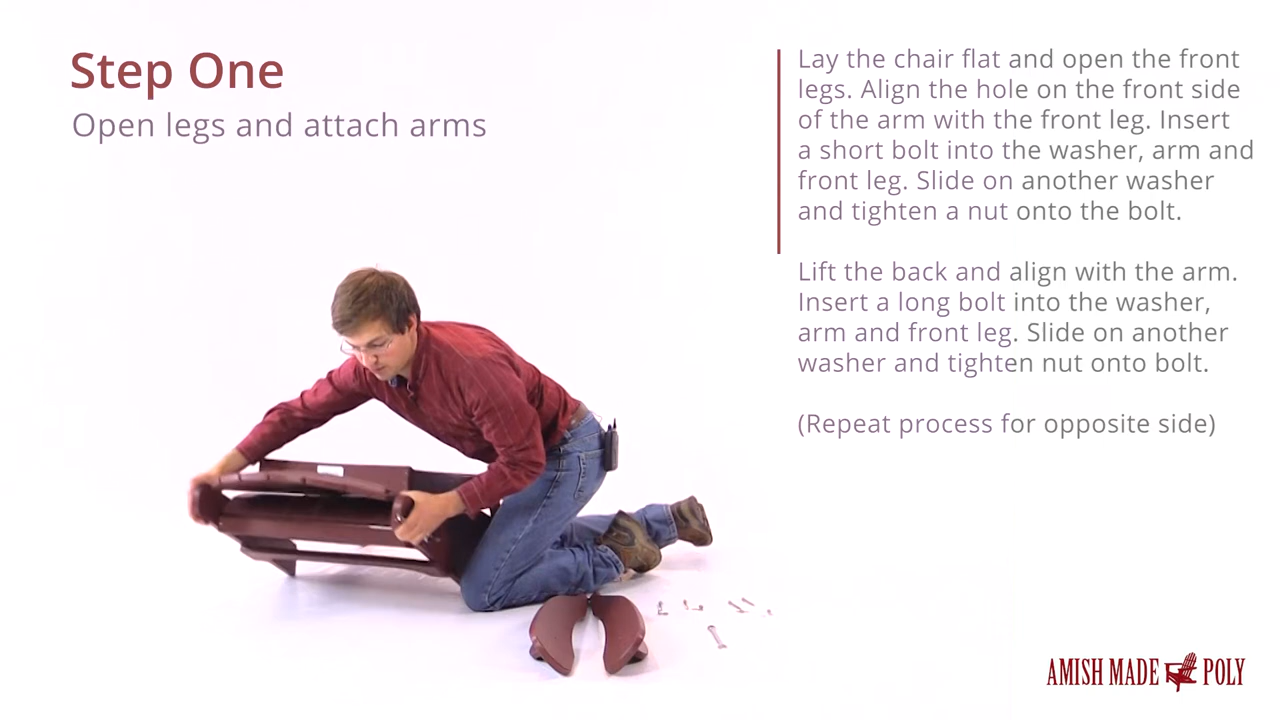 Step One
Open legs and attach arms
Lay the chair flat and open the front
legs. Align the hole on the front side
of the arm with the front leg. Insert
a short bolt into the washer, arm and
front leg. Slide on another washer
and tighten a nut onto the bolt.
Lift the back and align with the arm.
Insert a long bolt into the washer,
arm and front leg. Slide on another
washer and tighten nut onto bolt.
(Repeat process for opposite side)
AMISH MADE POLY